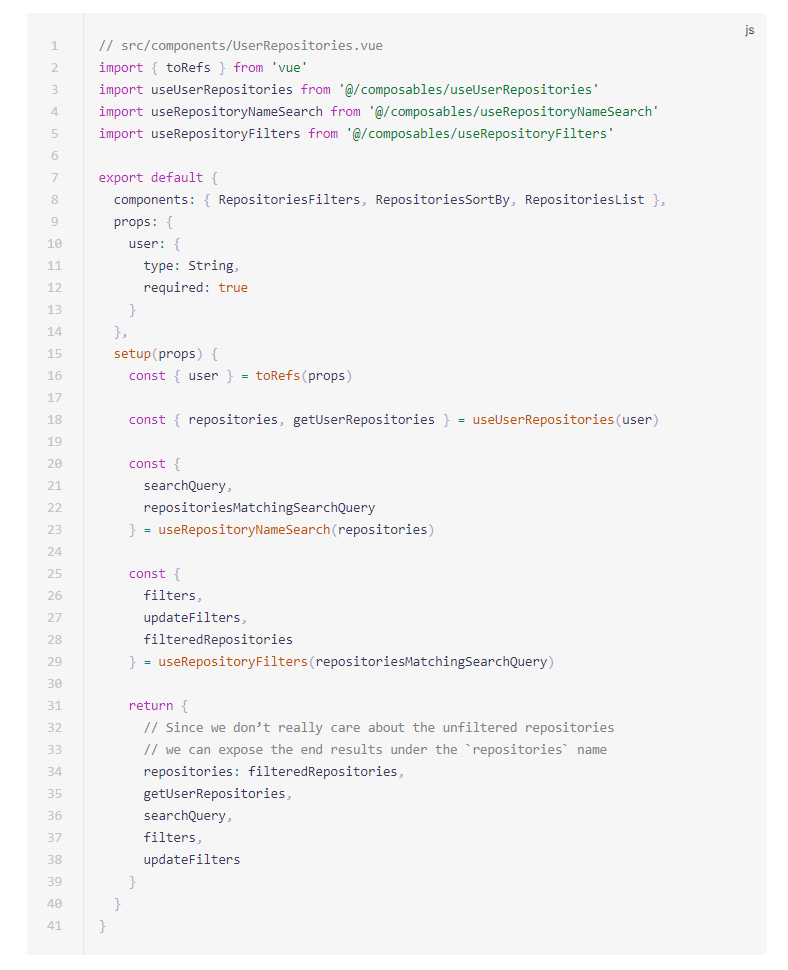 js
1 // src/components/UserRepositories.vue
2 import { toRefs } from 'vue'
3 import useUserRepositories from '@/composables/useUserRepositories'
4 import useRepositoryNameSearch from '@/composables/useRepositoryNameSearch'
5 import useRepositoryFilters from '@/composables/useRepositoryFilters'
6
7 export default {
8   components: { RepositoriesFilters, RepositoriesSortBy, RepositoriesList },
9   props: {
10     user: {
11       type: String,
12       required: true
13     }
14   },
15   setup(props) {
16     const { user } = toRefs(props)
17
18     const { repositories, getUserRepositories } = useUserRepositories(user)
19
20     const {
21       searchQuery,
22       repositoriesMatchingSearchQuery
23     } = useRepositoryNameSearch(repositories)
24
25     const {
26       filters,
27       updateFilters,
28       filteredRepositories
29     } = useRepositoryFilters(repositoriesMatchingSearchQuery)
30
31     return {
32       // Since we don’t really care about the unfiltered repositories
33       // we can expose the end results under the `repositories` name
34       repositories: filteredRepositories,
35       getUserRepositories,
36       searchQuery,
37       filters,
38       updateFilters
39     }
40   }
41 }